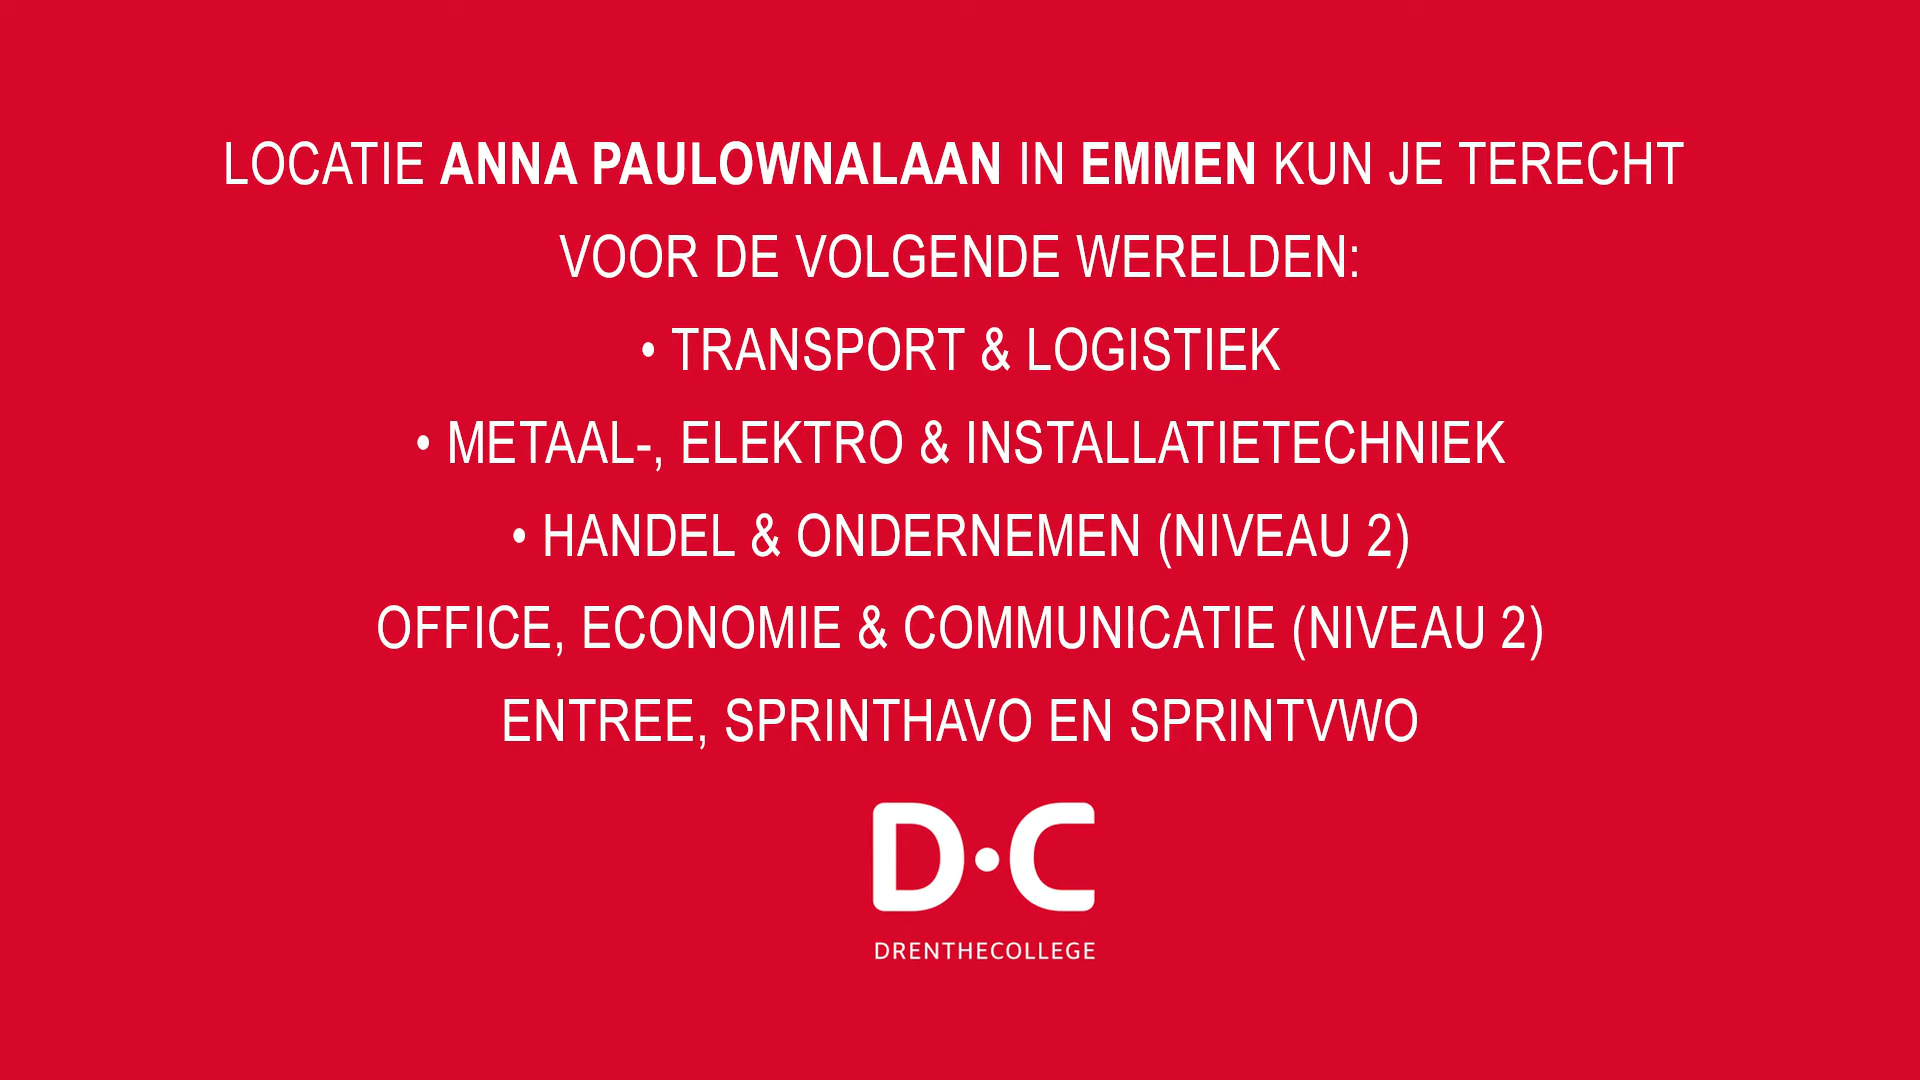 LOCATIE ANNA PAULOWNALAAN IN EMMEN KUN JE TERECHT
VOOR DE VOLGENDE WERELDEN:
• TRANSPORT & LOGISTIEK
• METAAL-, ELEKTRO & INSTALLATIETECHNIEK
• HANDEL & ONDERNEMEN (NIVEAU 2)
OFFICE, ECONOMIE & COMMUNICATIE (NIVEAU 2)
ENTREE, SPRINTHAVO EN SPRINTVWO
D•C
DRENTHECOLLEGE